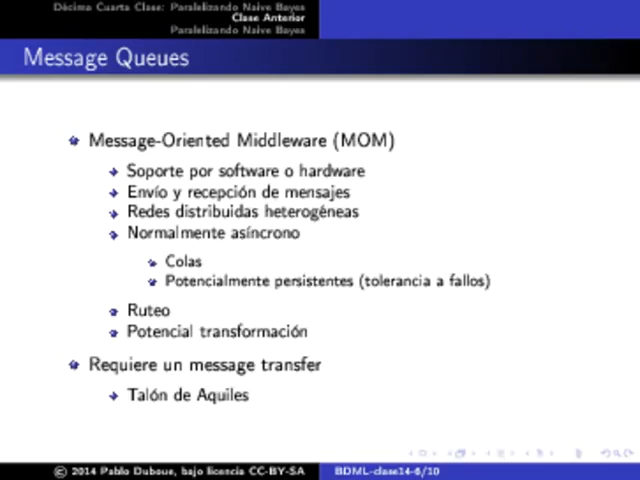 Décima Cuarta Clase: Paralelizando Naive Bayes
Clase Anterior
Paralelizando Naive Bayes
Message Queues
Message-Oriented Middleware (MOM)
Soporte por software o hardware
Envío y recepción de mensajes
Redes distribuidas heterogéneas
Normalmente asíncrono
Colas
Potencialmente persistentes (tolerancia a fallos)
Ruteo
Potencial transformación
Requiere un message transfer
Talón de Aquiles
© 2014 Pablo Duboue, bajo licencia CC-BY-SA
BDML-clase14-6/10